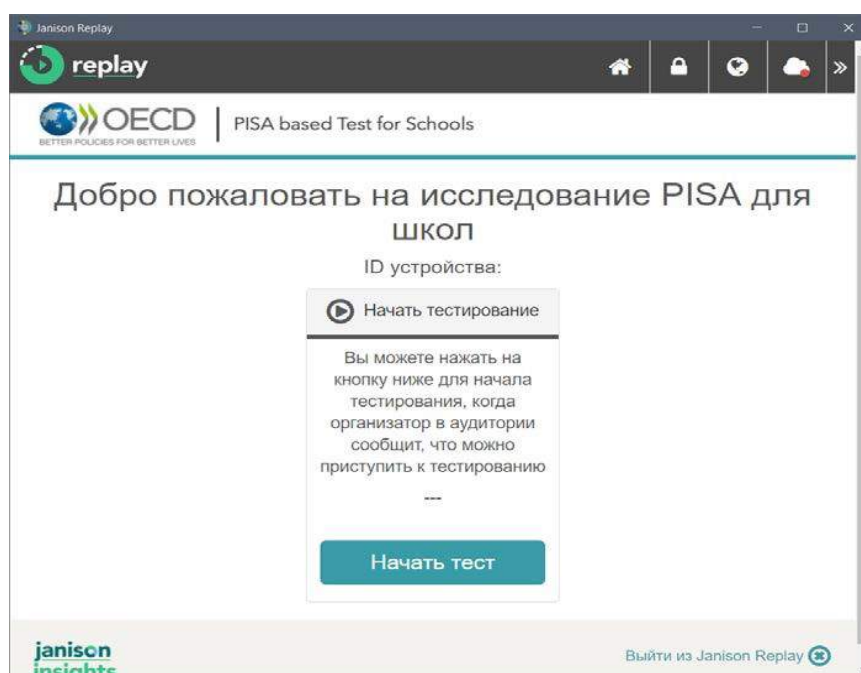 Janison Replay
replay
OECD
BETTER POLICIES FOR BETTER LIVES
PISA based Test for Schools
Добро пожаловать на исследование PISA для
школ
ID устройства:
Начать тестирование
Вы можете нажать на
кнопку ниже для начала
тестирования, когда
организатор в аудитории
сообщит, что можно
приступить к тестированию
---
Начать тест
janison
insights
Выйти из Janison Replay